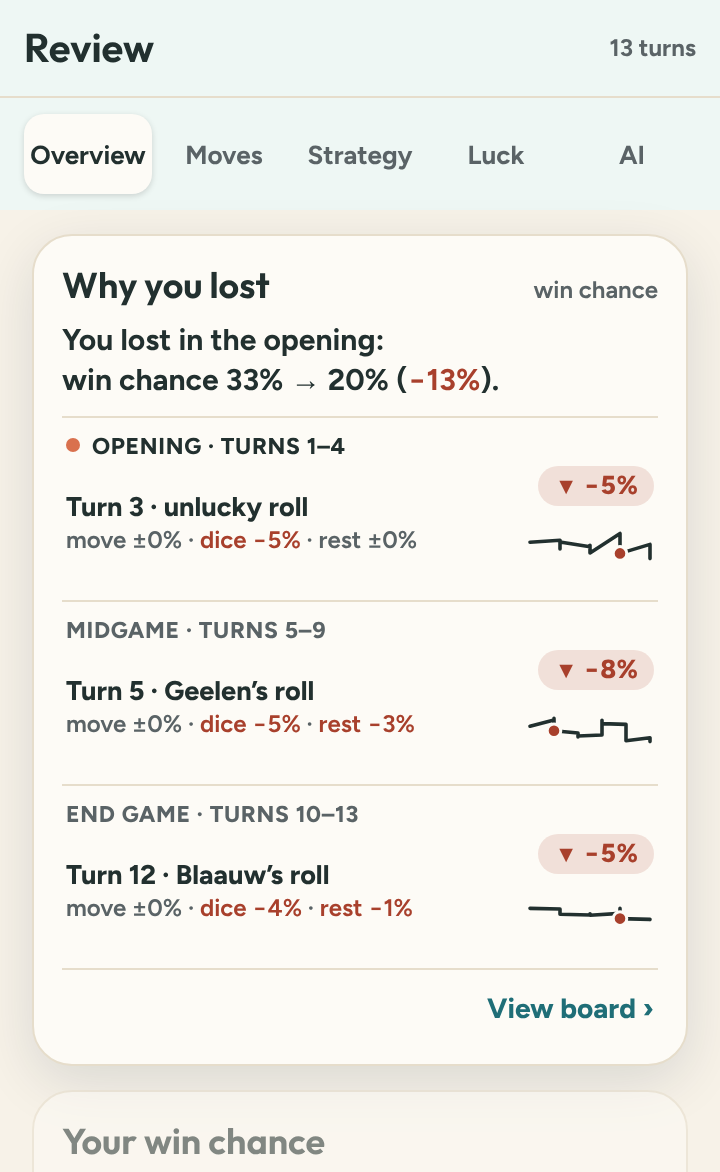 Review
13 turns
Overview Moves Strategy Luck AI
Why you lost
win chance
You lost in the opening:
win chance 33% → 20% (−13%).
OPENING · TURNS 1–4
▼ −5%
Turn 3 · unlucky roll
move ±0% · dice −5% · rest ±0%
MIDGAME · TURNS 5–9
▼ −8%
Turn 5 · Geelen’s roll
move ±0% · dice −5% · rest −3%
END GAME · TURNS 10–13
▼ −5%
Turn 12 · Blaauw’s roll
move ±0% · dice −4% · rest −1%
View board ›
Your win chance